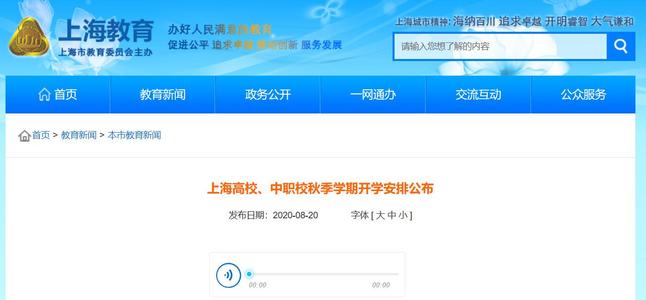 上海教育
上海市教育委员会主办
办好人民满意的教育
促进公平 追求卓越 推动创新 服务发展
上海城市精神: 海纳百川 追求卓越 开明睿智 大气谦和
请输入您想了解的内容
首页 教育新闻 政务公开 一网通办 交流互动 公众服务
首页 > 教育新闻 > 本市教育新闻
上海高校、中职校秋季学期开学安排公布
发布日期：2020-08-20 字体 [ 大 中 小 ]
00:00 00:00